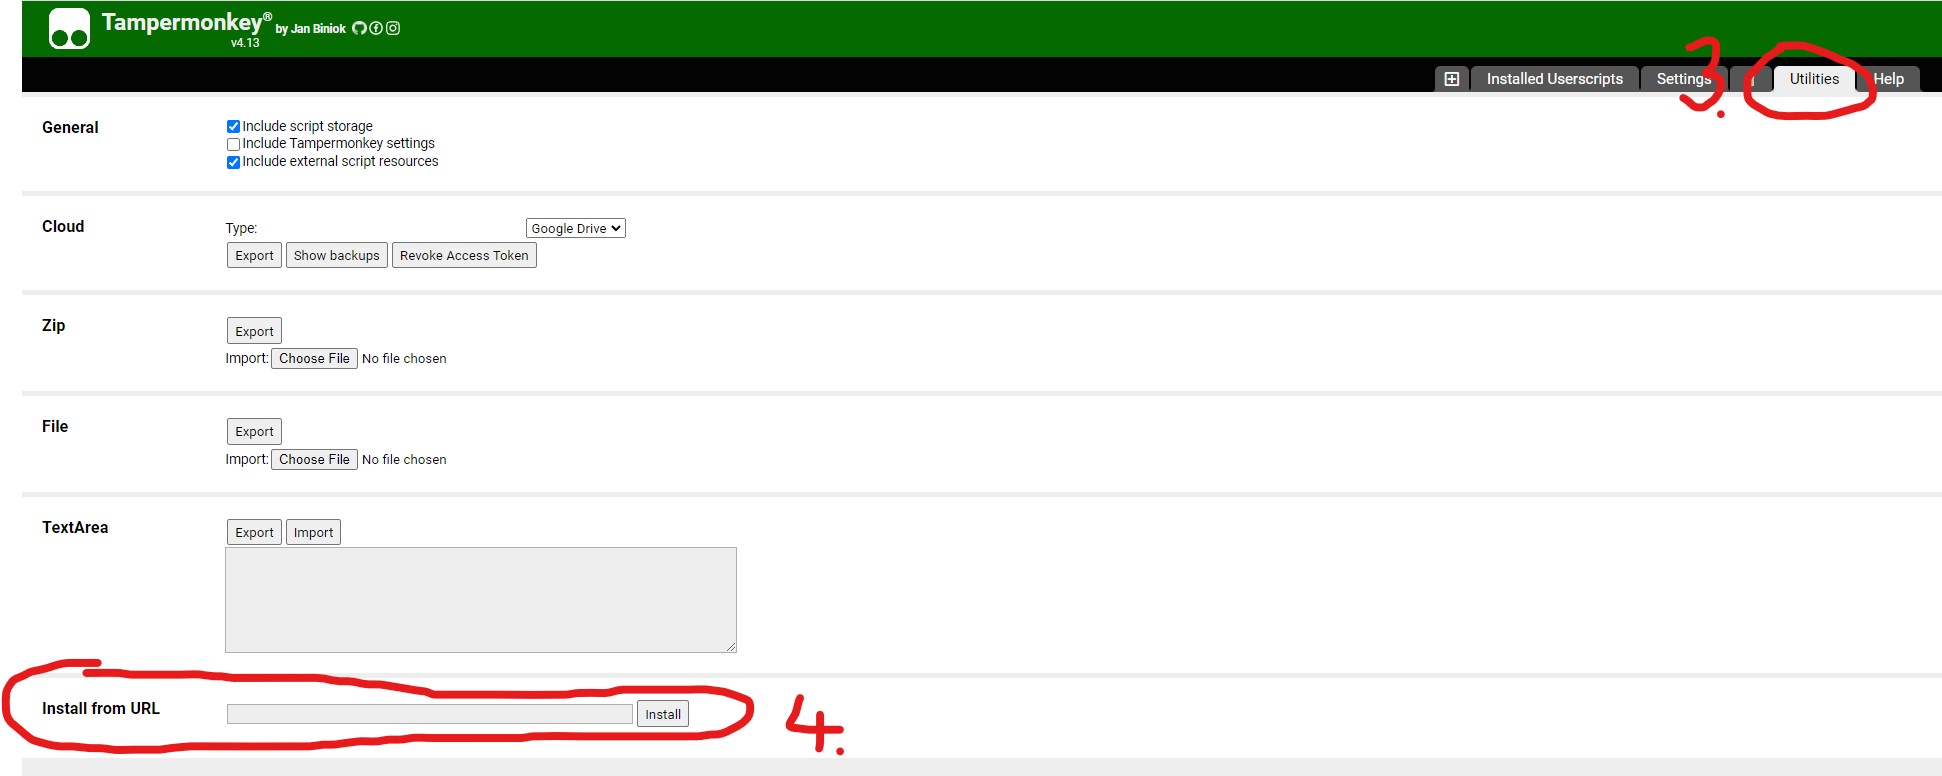 Tampermonkey® by Jan Biniok
v4.13
Installed Userscripts Settings Utilities Help
3.
General
Include script storage
Include Tampermonkey settings
Include external script resources
Cloud
Type: Google Drive
Export Show backups Revoke Access Token
Zip
Export
Import: Choose File No file chosen
File
Export
Import: Choose File No file chosen
TextArea
Export Import
Install from URL
Install
4.